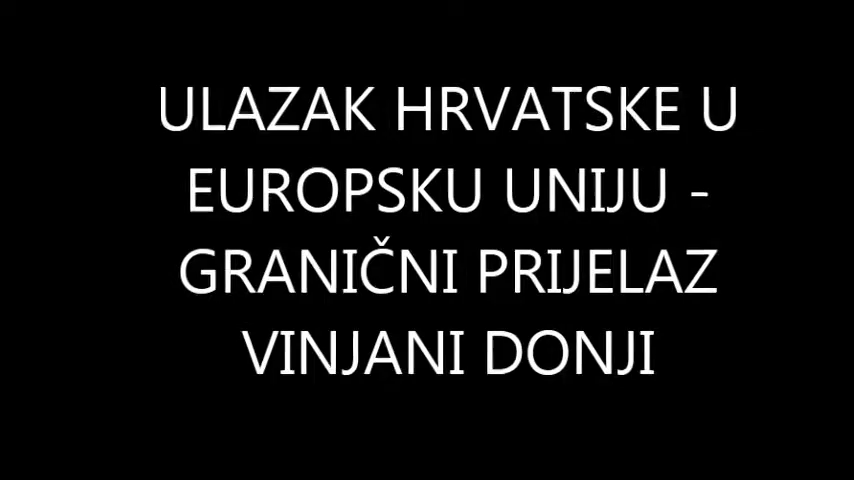 ULAZAK HRVATSKE U
EUROPSKU UNIJU -
GRANIČNI PRIJELAZ
VINJANI DONJI